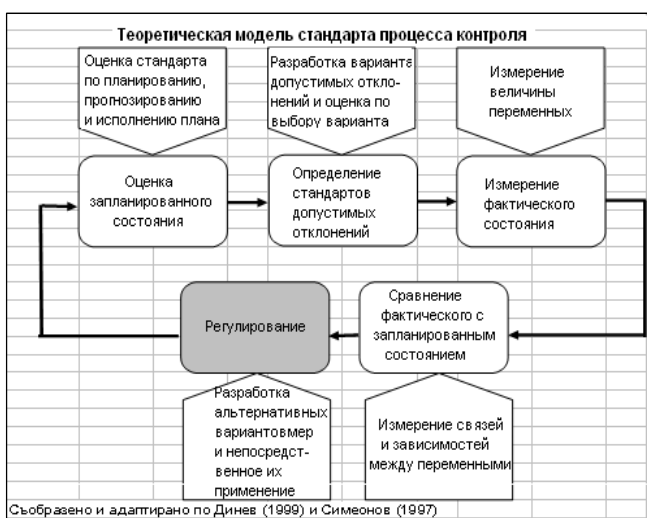 Теоретическая модель стандарта процесса контроля
Оценка стандарта
по планированию,
прогнозированию
и исполнению плана
Разработка варианта
допустимых откло-
нений и оценка по
выбору варианта
Измерение
величины
переменных
Оценка
запланированного
состояния
Определение
стандартов
допустимых
отклонений
Измерение
фактического
состояния
Регулирование
Сравнение
фактического с
запланированным
состоянием
Разработка
альтернативных
вариантовмер
и непосредст-
венное их
применение
Измерение связей
и зависимостей
между переменными
Съобразено и адаптирано по Динев (1999) и Симеонов (1997)